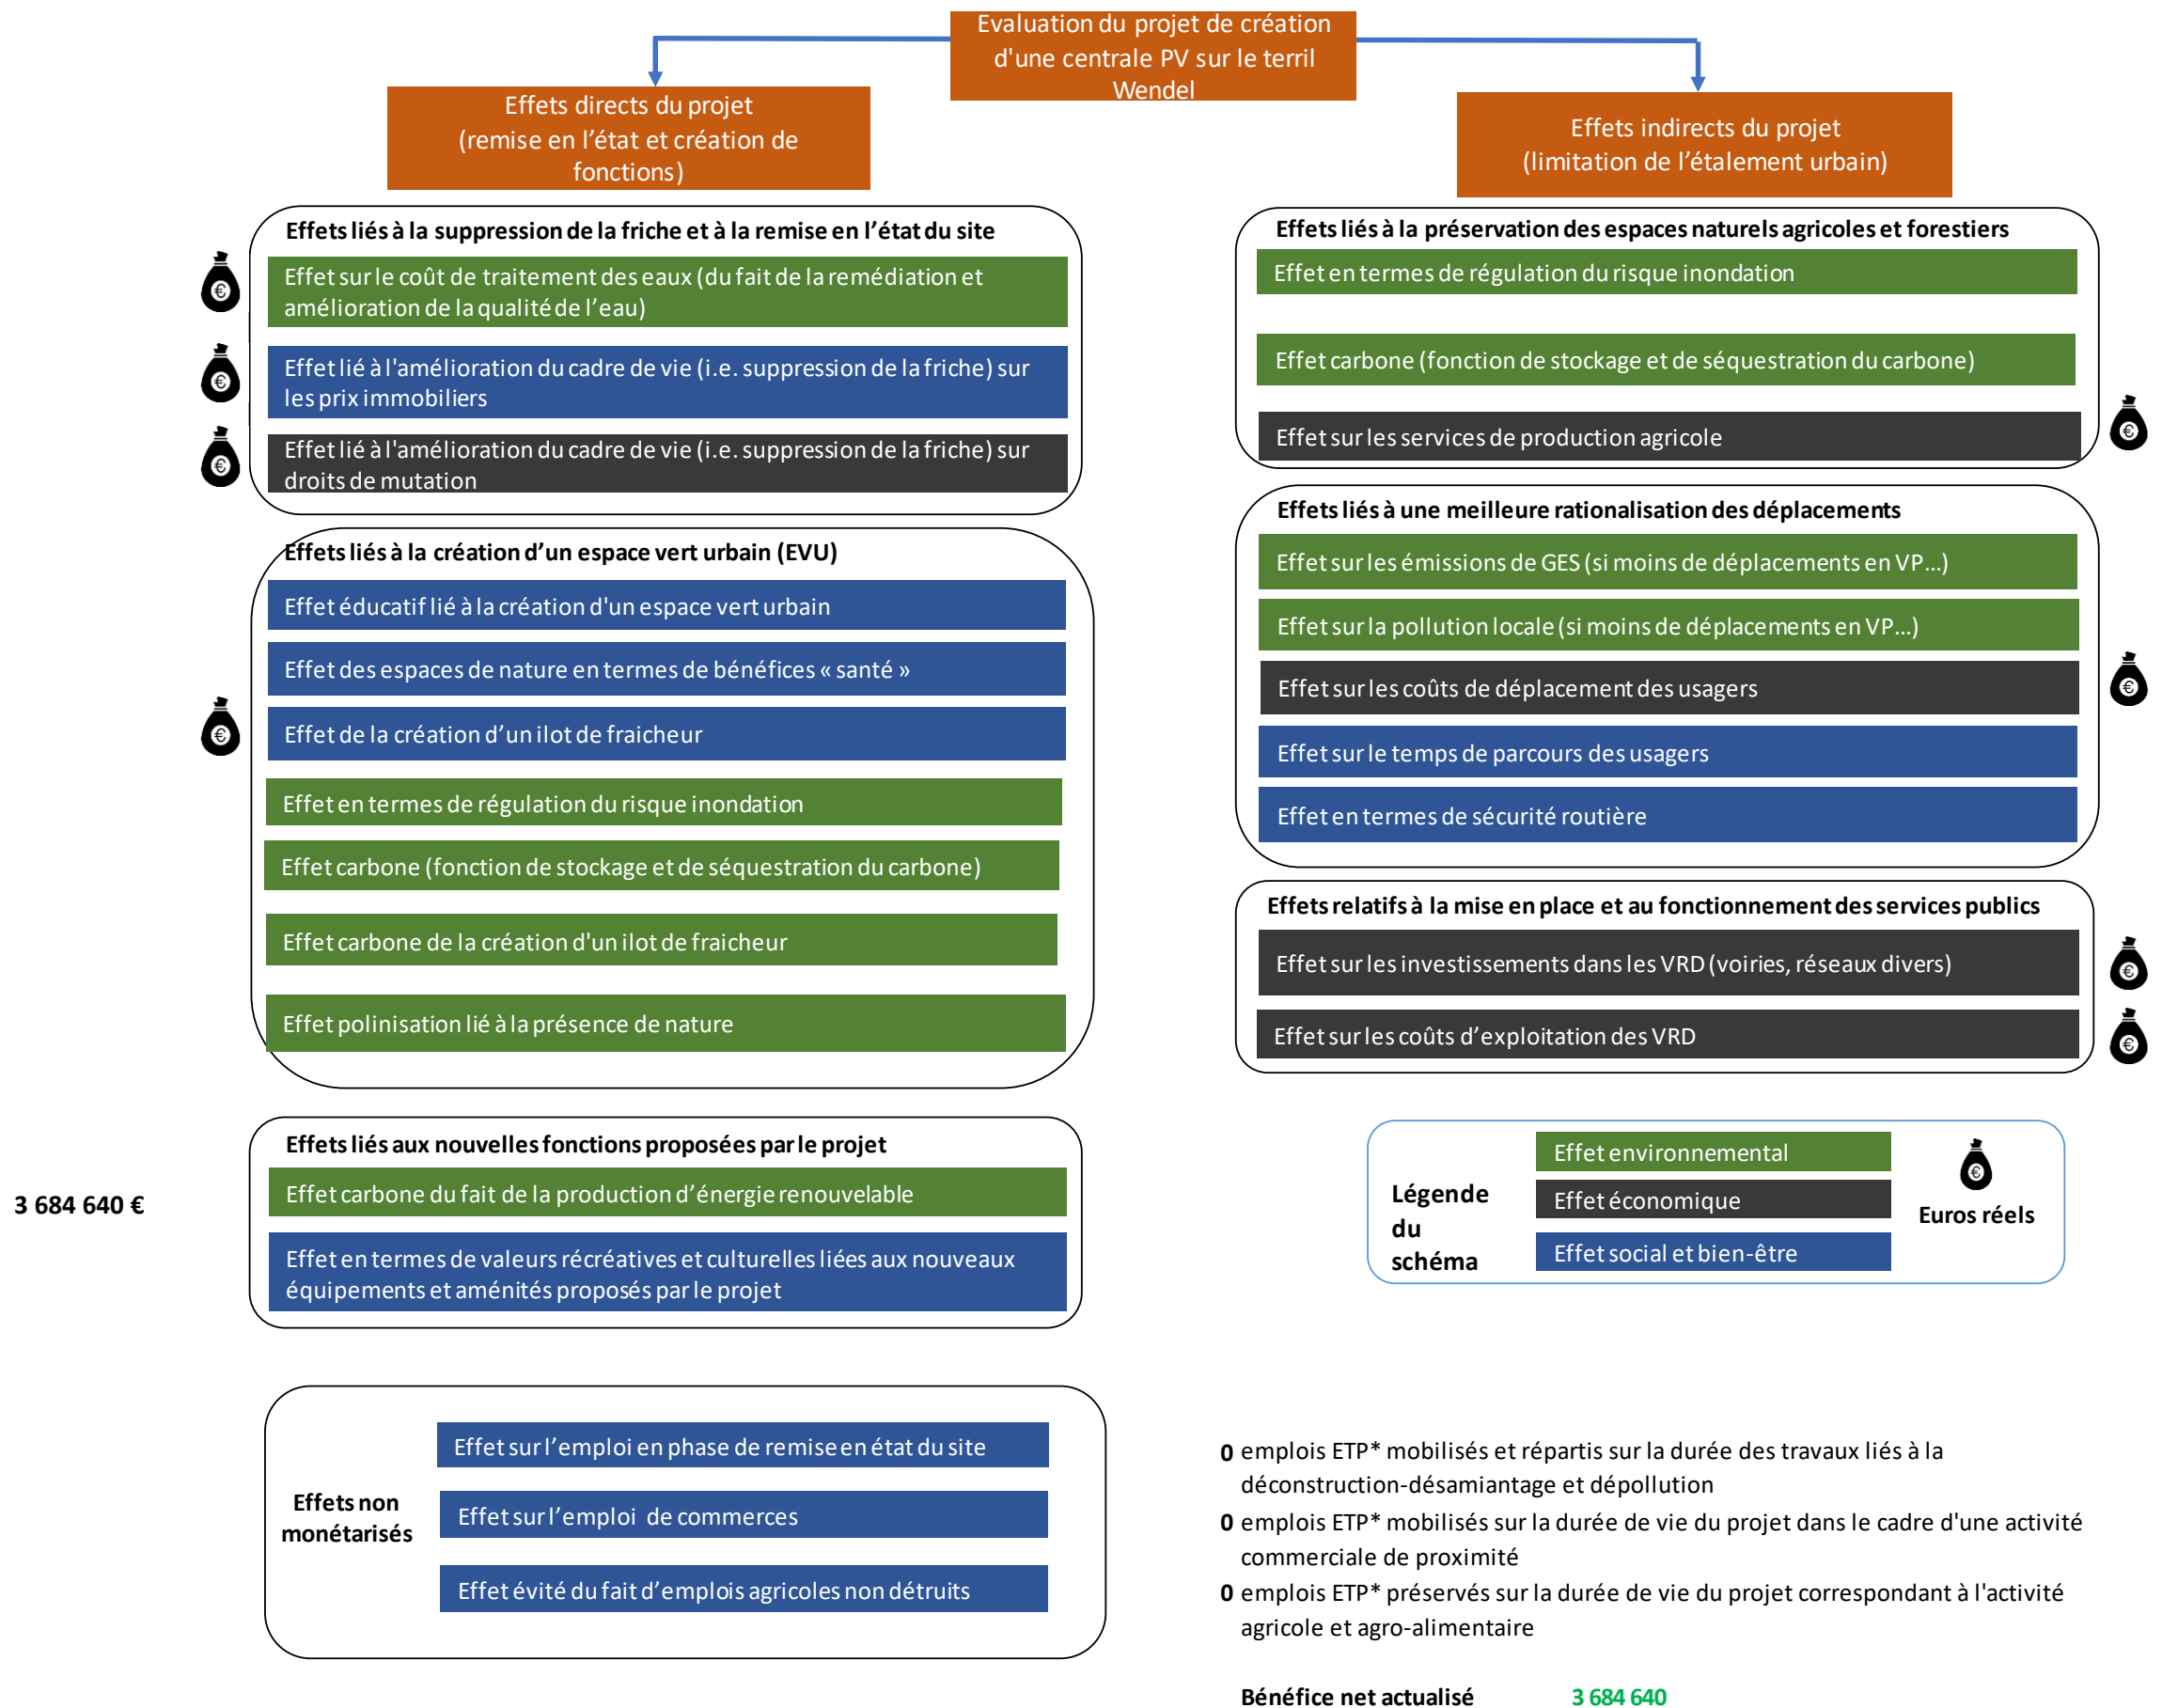 Evaluation du projet de création
d'une centrale PV sur le terril
Wendel
Effets directs du projet
(remise en l'état et création de
fonctions)
Effets indirects du projet
(limitation de l'étalement urbain)
Effets liés à la suppression de la friche et à la remise en l'état du site
€
Effet sur le coût de traitement des eaux (du fait de la remédiation et
amélioration de la qualité de l'eau)
€
Effet lié à l'amélioration du cadre de vie (i.e. suppression de la friche) sur
les prix immobiliers
€
Effet lié à l'amélioration du cadre de vie (i.e. suppression de la friche) sur
droits de mutation
Effets liés à la création d'un espace vert urbain (EVU)
Effet éducatif lié à la création d'un espace vert urbain
Effet des espaces de nature en termes de bénéfices « santé »
€
Effet de la création d'un ilot de fraicheur
Effet en termes de régulation du risque inondation
Effet carbone (fonction de stockage et de séquestration du carbone)
Effet carbone de la création d'un ilot de fraicheur
Effet polinisation lié à la présence de nature
Effets liés aux nouvelles fonctions proposées par le projet
3 684 640 €
Effet carbone du fait de la production d'énergie renouvelable
Effet en termes de valeurs récréatives et culturelles liées aux nouveaux
équipements et aménités proposés par le projet
Effets liés à la préservation des espaces naturels agricoles et forestiers
Effet en termes de régulation du risque inondation
Effet carbone (fonction de stockage et de séquestration du carbone)
Effet sur les services de production agricole
€
Effets liés à une meilleure rationalisation des déplacements
Effet sur les émissions de GES (si moins de déplacements en VP...)
Effet sur la pollution locale (si moins de déplacements en VP...)
Effet sur les coûts de déplacement des usagers
€
Effet sur le temps de parcours des usagers
Effet en termes de sécurité routière
Effets relatifs à la mise en place et au fonctionnement des services publics
Effet sur les investissements dans les VRD (voiries, réseaux divers)
€
Effet sur les coûts d'exploitation des VRD
€
Légende
du
schéma
Effet environnemental
Effet économique
Effet social et bien-être
€
Euros réels
Effets non
monétarisés
Effet sur l'emploi en phase de remise en état du site
Effet sur l'emploi de commerces
Effet évité du fait d'emplois agricoles non détruits
0 emplois ETP* mobilisés et répartis sur la durée des travaux liés à la
déconstruction-désamiantage et dépollution
0 emplois ETP* mobilisés sur la durée de vie du projet dans le cadre d'une activité
commerciale de proximité
0 emplois ETP* préservés sur la durée de vie du projet correspondant à l'activité
agricole et agro-alimentaire
Bénéfice net actualisé 3 684 640